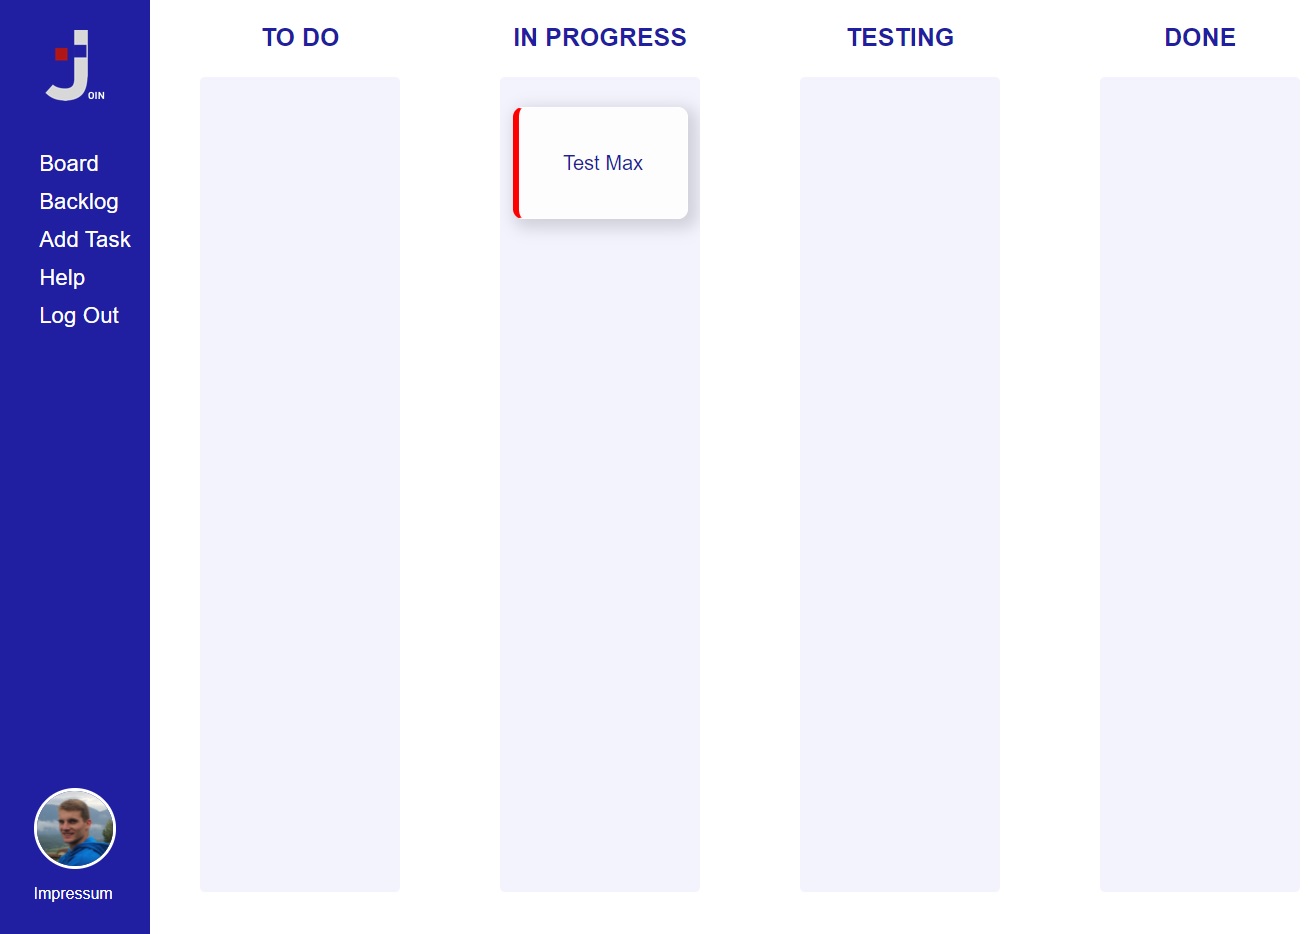 J OIN
Board
Backlog
Add Task
Help
Log Out
Impressum
TO DO
IN PROGRESS
Test Max
TESTING
DONE